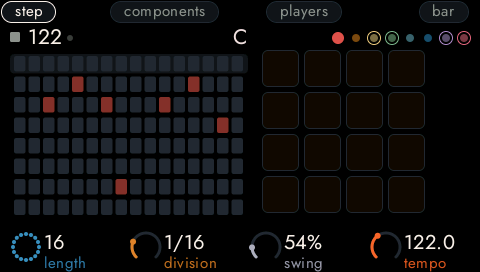 step components players bar
122 C
16 1/16 54% 122.0
length division swing tempo